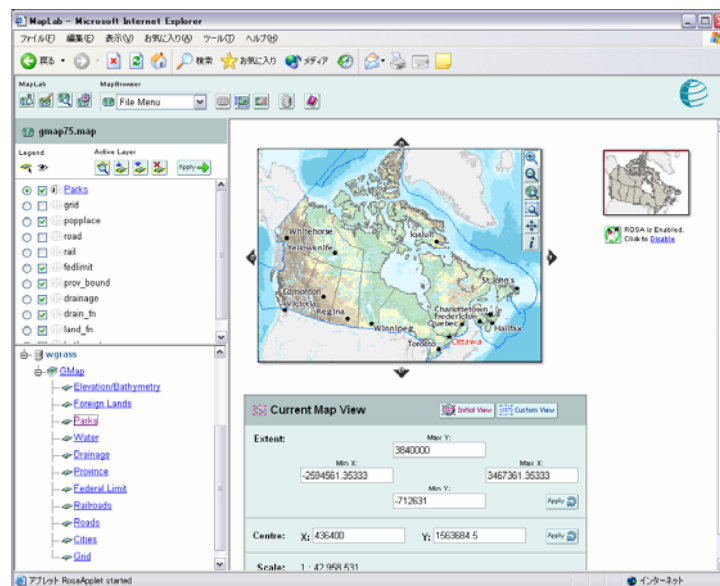 MapLab - Microsoft Internet Explorer
ファイル(F) 編集(E) 表示(V) お気に入り(A) ツール(T) ヘルプ(H)
戻る 検索 お気に入り メディア
MapLab MapBrowser
File Menu
gmap75.map
Legend Active Layer
Apply
Parks
grid
popplace
road
rail
fedlimit
prov_bound
drainage
drain_fn
land_fn
wgrass
GMap
Elevation/Bathymetry
Foreign Lands
Parks
Water
Drainage
Province
Federal Limit
Railroads
Roads
Cities
Grid
Whitehorse
Yellowknife
Iqaluit
Edmonton
Victoria
Regina
Winnipeg
St.John's
Charlottetown
Fredericton
Quebec
Halifax
Toronto
Ottawa
ROSA is Enabled.
Click to Disable
Current Map View Initial View Custom View
Extent:
Max Y:
3840000
Min X: Max X:
-2594561.35333 3467361.35333
Min Y:
-712631 Apply
Centre: X: 436400 Y: 1563684.5 Apply
Scale: 1 : 42,958,531
アプレット RosaApplet started インターネット